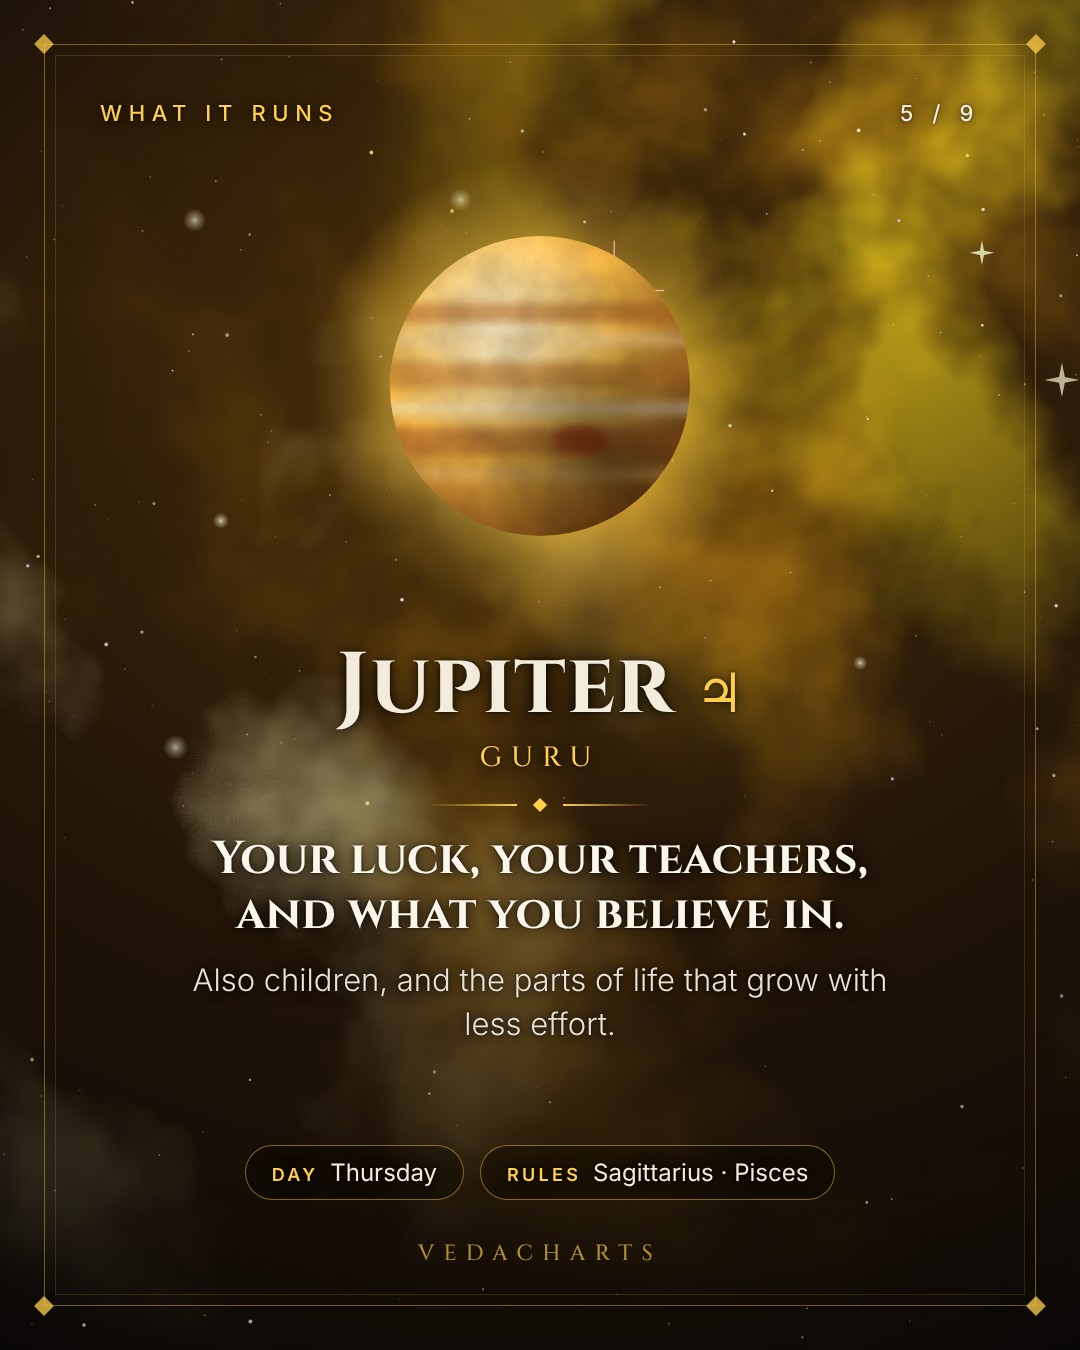 WHAT IT RUNS
5 / 9
JUPITER ♃
GURU
YOUR LUCK, YOUR TEACHERS,
AND WHAT YOU BELIEVE IN.
Also children, and the parts of life that grow with
less effort.
DAY Thursday
RULES Sagittarius · Pisces
VEDACHARTS